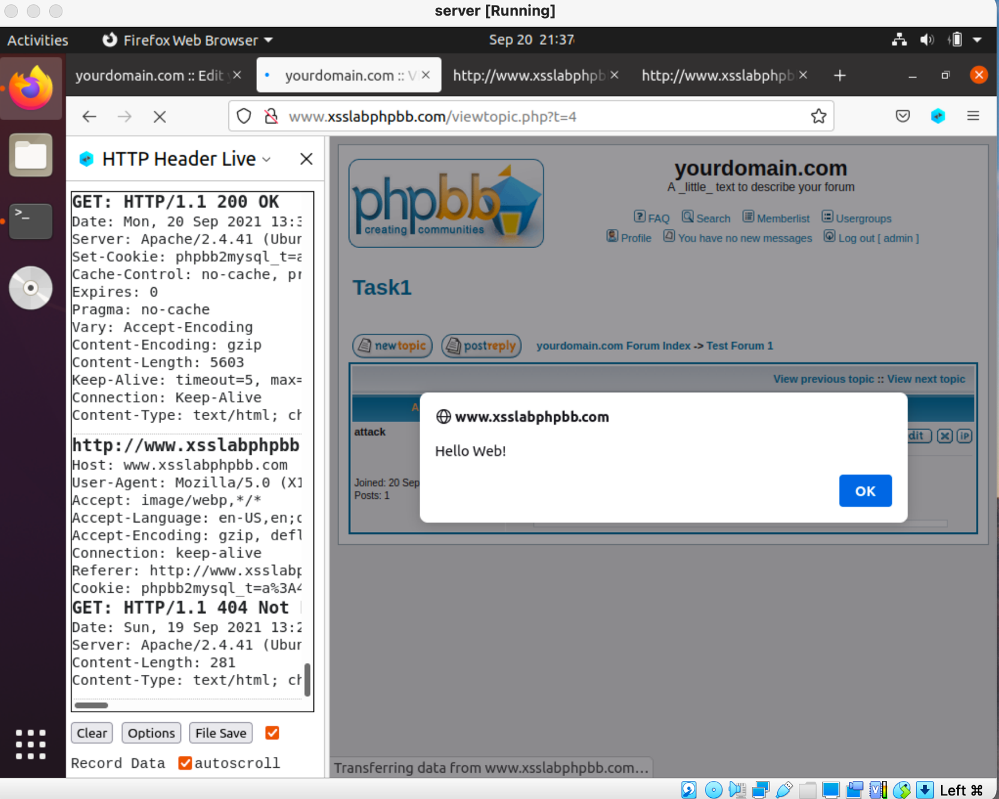 server [Running]
Activities Firefox Web Browser Sep 20 21:37
yourdomain.com :: Edit yourdomain.com :: V http://www.xsslabphpb http://www.xsslabphpb
www.xsslabphpbb.com/viewtopic.php?t=4
HTTP Header Live
GET: HTTP/1.1 200 OK
Date: Mon, 20 Sep 2021 13:3
Server: Apache/2.4.41 (Ubun
Set-Cookie: phpbb2mysql_t=a
Cache-Control: no-cache, pr
Expires: 0
Pragma: no-cache
Vary: Accept-Encoding
Content-Encoding: gzip
Content-Length: 5603
Keep-Alive: timeout=5, max=
Connection: Keep-Alive
Content-Type: text/html; ch
http://www.xsslabphpbb
Host: www.xsslabphpbb.com
User-Agent: Mozilla/5.0 (X1
Accept: image/webp,*/*
Accept-Language: en-US,en;q
Accept-Encoding: gzip, defl
Connection: keep-alive
Referer: http://www.xsslabp
Cookie: phpbb2mysql_t=a%3A4
GET: HTTP/1.1 404 Not
Date: Sun, 19 Sep 2021 13:2
Server: Apache/2.4.41 (Ubun
Content-Length: 281
Content-Type: text/html; ch
Clear Options File Save
Record Data autoscroll
phpbb
creating communities
yourdomain.com
A _little_ text to describe your forum
FAQ Search Memberlist Usergroups
Profile You have no new messages Log out [ admin ]
Task1
newtopic postreply yourdomain.com Forum Index -> Test Forum 1
View previous topic :: View next topic
A
attack
dit iP
Joined: 20 Sep
Posts: 1
www.xsslabphpbb.com
Hello Web!
OK
Transferring data from www.xsslabphpbb.com...
Left ⌘